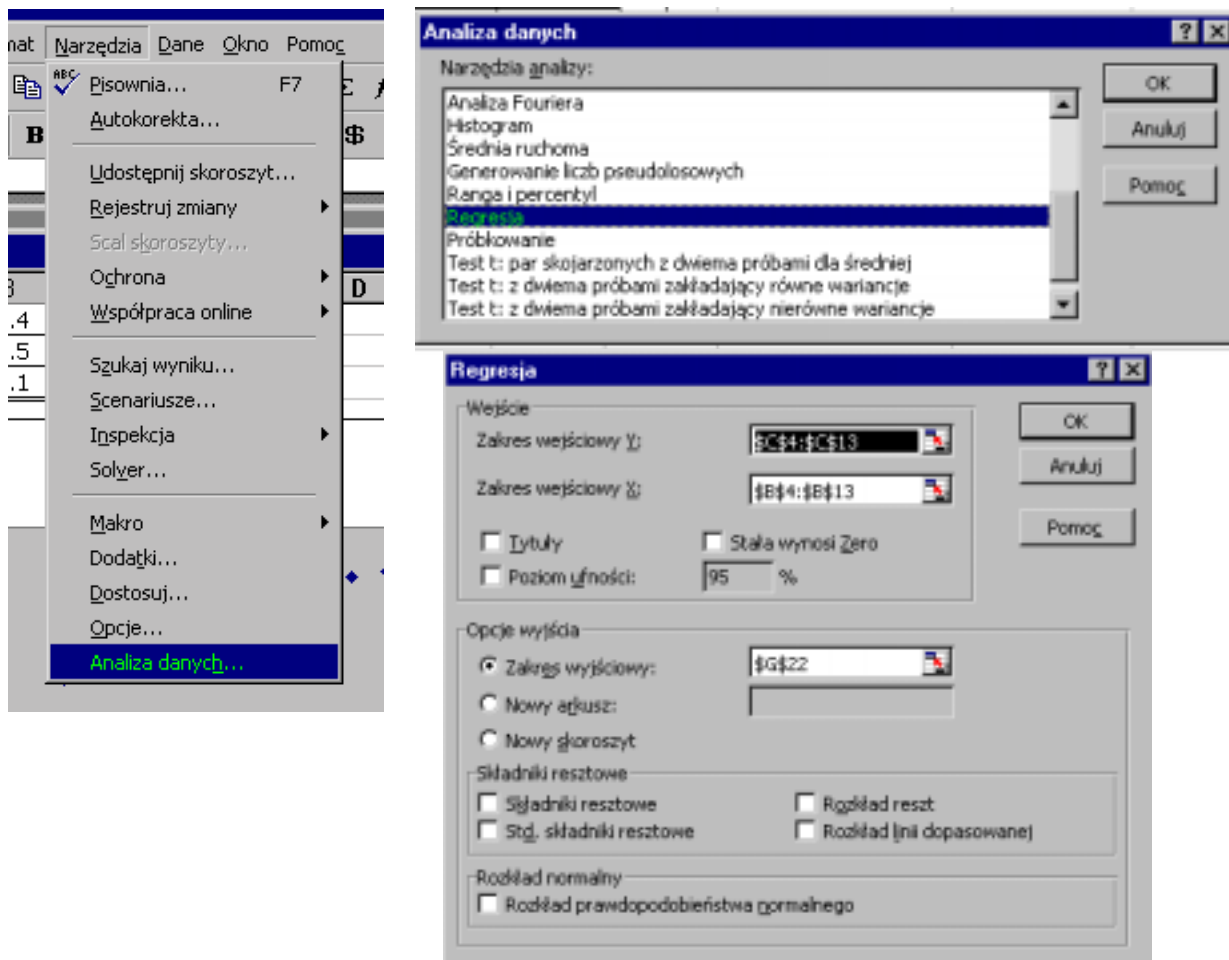 mat Narzędzia Dane Okno Pomoc
ABC Pisownia... F7
B Autokorekta... $
Udostępnij skoroszyt...
Rejestruj zmiany
Scal skoroszyty...
Ochrona D
.4 Współpraca online
.5
Szukaj wyniku...
.1
Scenariusze...
Inspekcja
Solver...
Makro
Dodatki...
Dostosuj...
Opcje...
Analiza danych...
Analiza danych
Narzędzia analizy:
Analiza Fouriera
Histogram
Średnia ruchoma
Generowanie liczb pseudolosowych
Ranga i percentyl
Regresja
Próbkowanie
Test t: par skojarzonych z dwiema próbami dla średniej
Test t: z dwiema próbami zakładający równe wariancje
Test t: z dwiema próbami zakładający nierówne wariancje
OK
Anuluj
Pomoc
Regresja
Wejście
Zakres wejściowy Y: $C$4:$C$13
Zakres wejściowy X: $B$4:$B$13
Tytuły Stała wynosi Zero
Poziom ufności: 95 %
OK
Anuluj
Pomoc
Opcje wyjścia
Zakres wyjściowy: $G$22
Nowy arkusz:
Nowy skoroszyt
Składniki resztowe
Składniki resztowe Rozkład reszt
Std. składniki resztowe Rozkład linii dopasowanej
Rozkład normalny
Rozkład prawdopodobieństwa normalnego